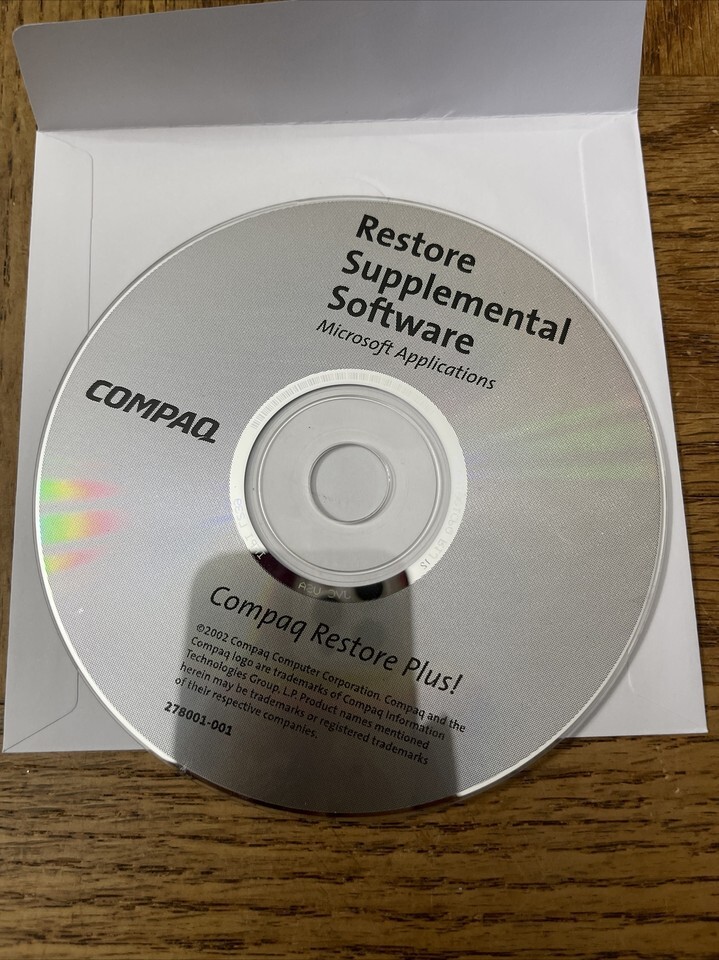 Restore
Supplemental
Software
Microsoft Applications
COMPAQ
Compaq Restore Plus!
©2002 Compaq Computer Corporation. Compaq and the
Compaq logo are trademarks of Compaq Information
Technologies Group, L.P. Product names mentioned
herein may be trademarks or registered trademarks
of their respective companies.
278001-001
JVC USA